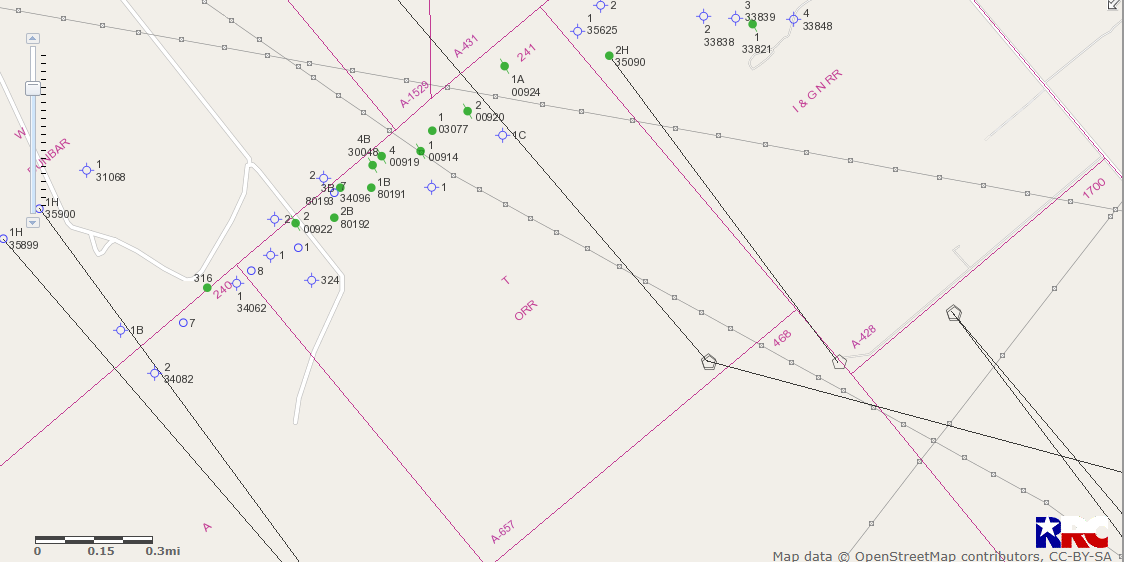 2
1
35625
2
33838
3
33839
1
33821
4
33848
A-431
241
2H
35090
1A
00924
I & G N RR
A-1529
2
00920
1
03077
1C
W
DUNBAR
4B
30048
4
00919
1
00914
1
31068
2
3B
80193
7
34096
1B
80191
1
1700
1H
35900
2
2
00922
2B
80192
1H
35899
1
1
8
316
240
1
34062
324
T
ORR
7
1B
468
A-428
2
34082
A
A-657
0 0.15 0.3mi
RRC
Map data © OpenStreetMap contributors, CC-BY-SA